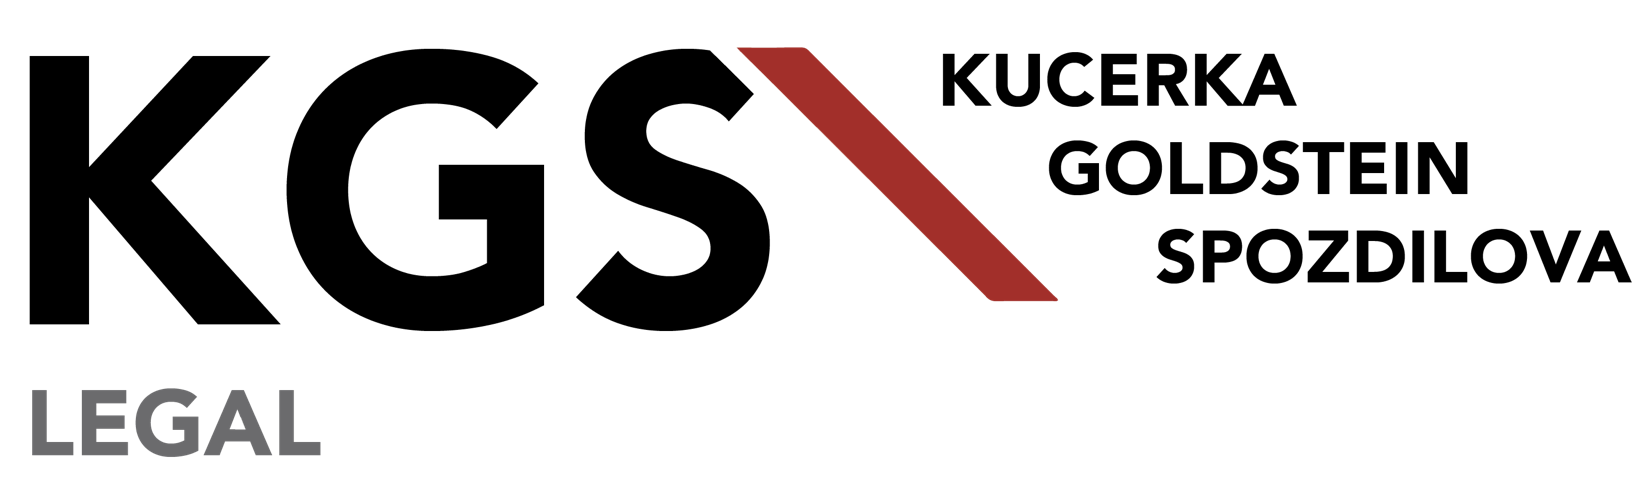 KGS
KUCERKA
GOLDSTEIN
SPOZDILOVA
LEGAL